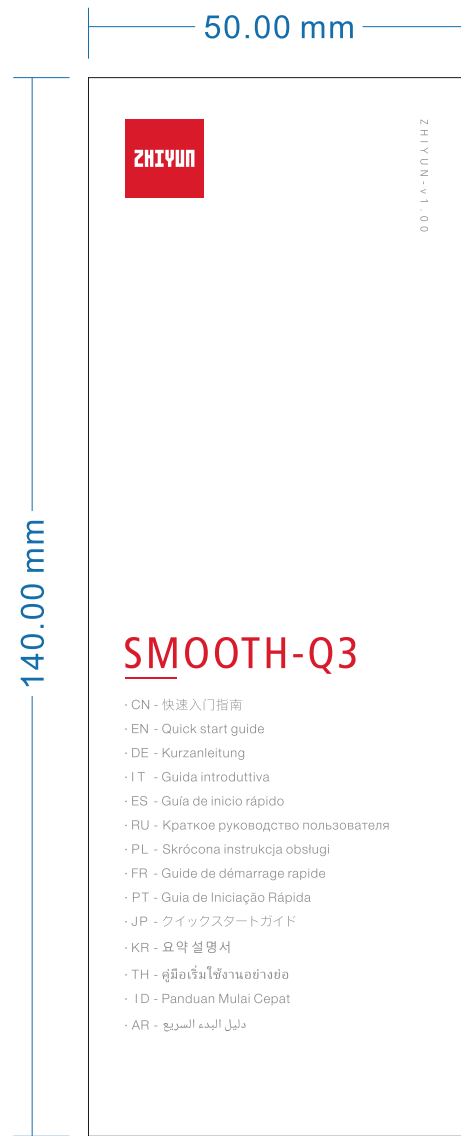 50.00 mm
ZHIYUN
ZHIYUN-v1.00
140.00 mm
SMOOTH-Q3
· CN - 快速入门指南
· EN - Quick start guide
· DE - Kurzanleitung
· IT - Guida introduttiva
· ES - Guía de inicio rápido
· RU - Краткое руководство пользователя
· PL - Skrócona instrukcja obsługi
· FR - Guide de démarrage rapide
· PT - Guia de Iniciação Rápida
· JP - クイックスタートガイド
· KR - 요약 설명서
· TH - คู่มือเริ่มใช้งานอย่างย่อ
· ID - Panduan Mulai Cepat
· AR - دليل البدء السريع